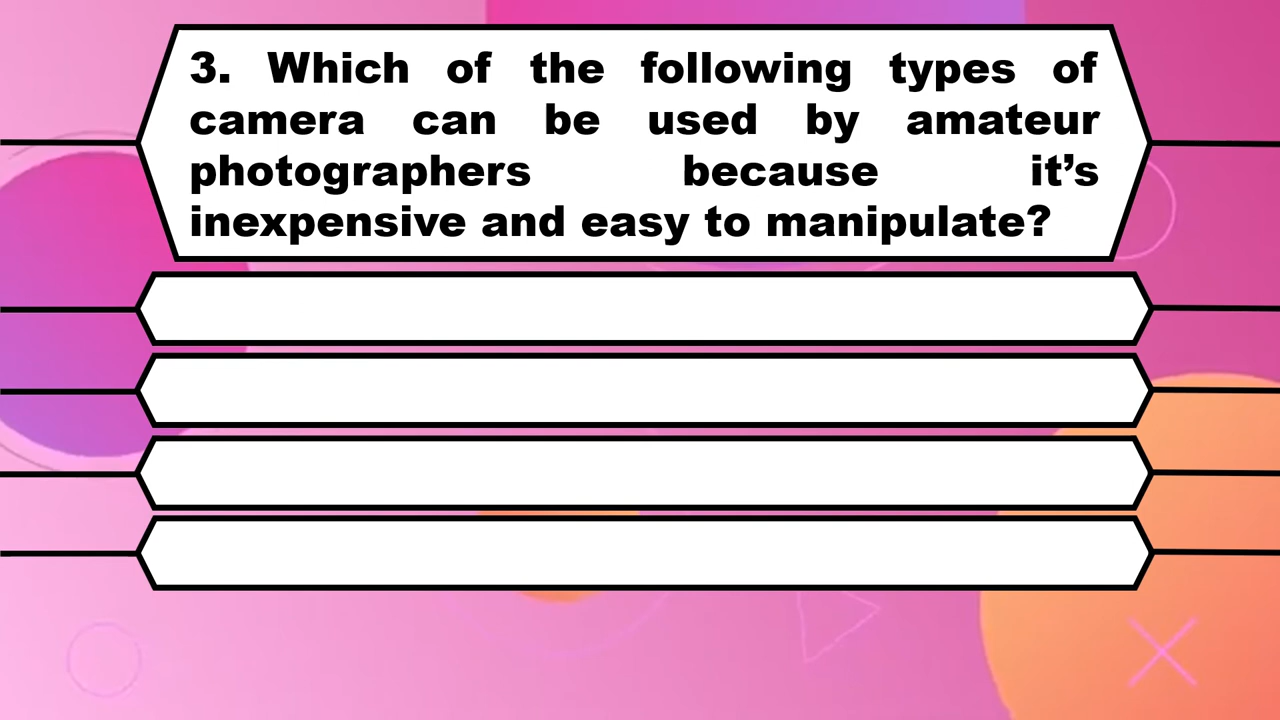 3. Which of the following types of
camera can be used by amateur
photographers because it’s
inexpensive and easy to manipulate?